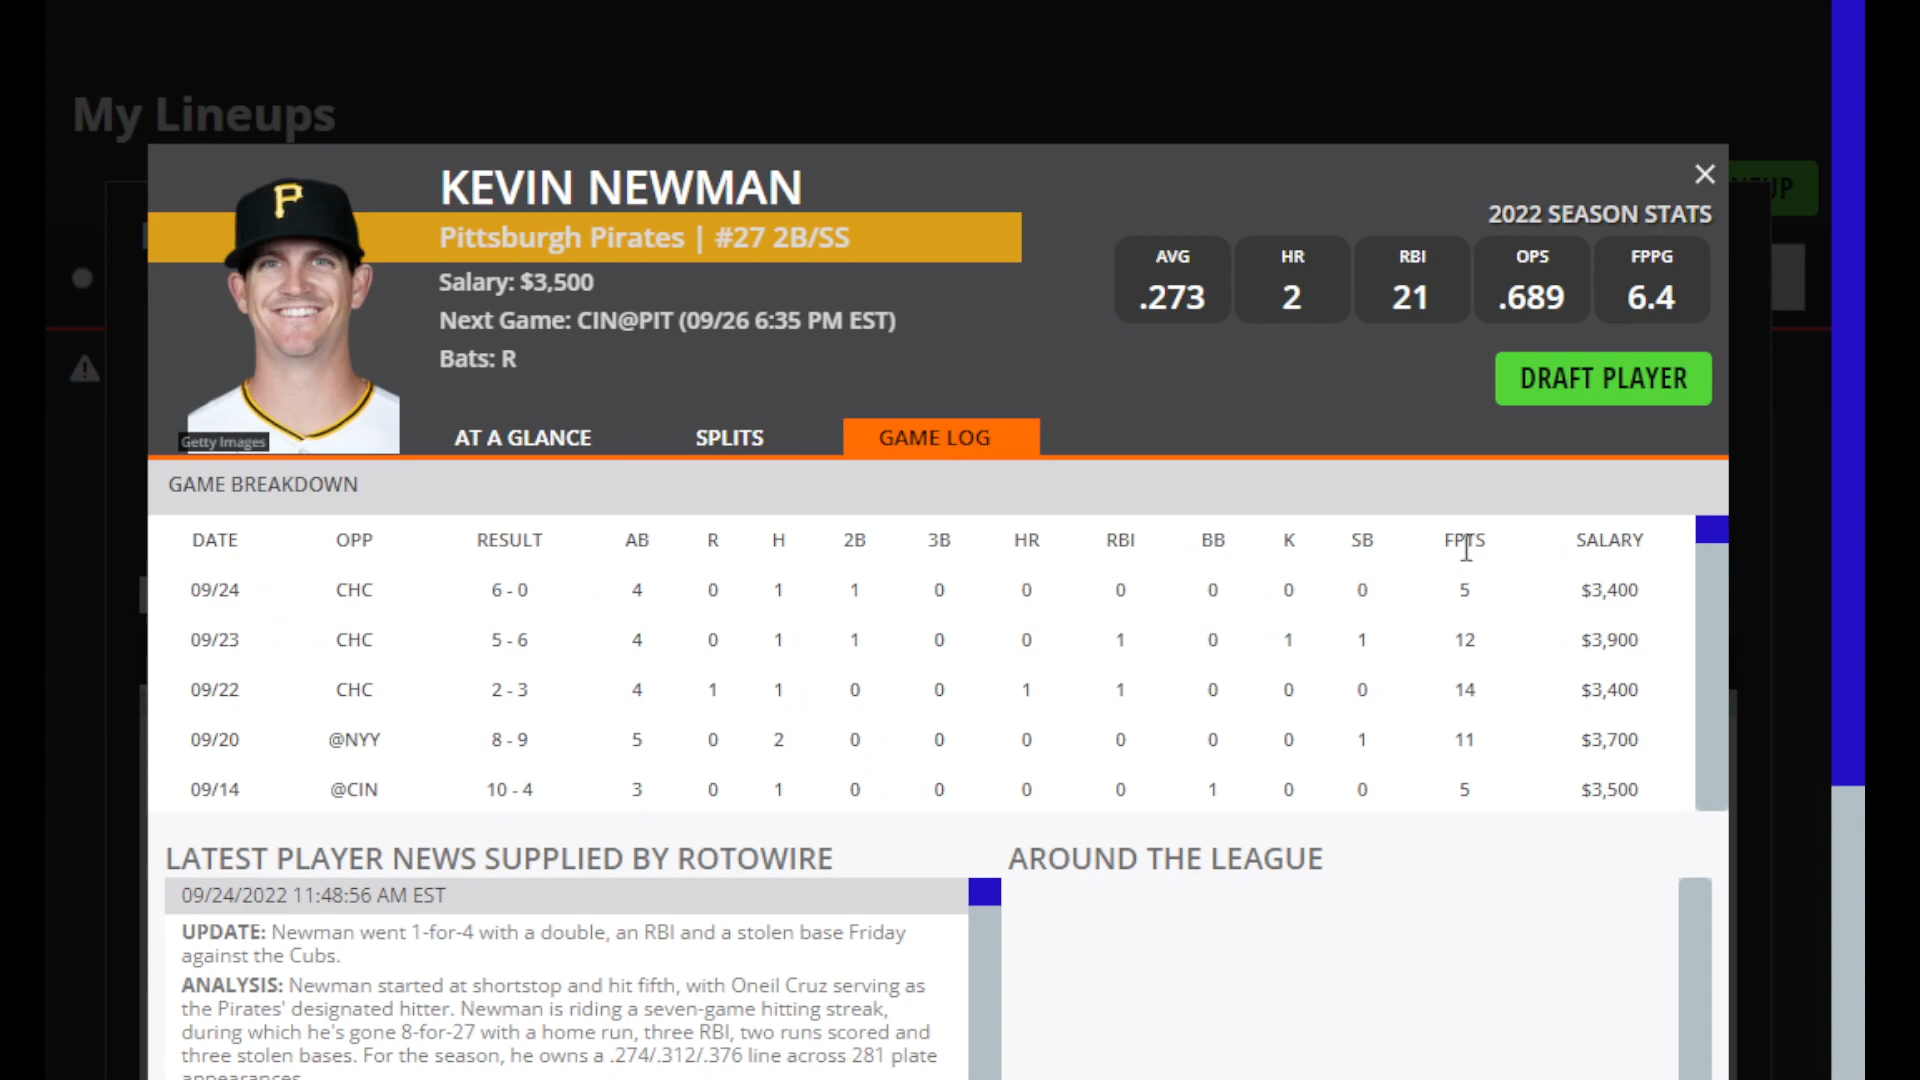 My Lineups
KEVIN NEWMAN
Pittsburgh Pirates | #27 2B/SS
Salary: $3,500
Next Game: CIN@PIT (09/26 6:35 PM EST)
Bats: R
2022 SEASON STATS
AVG HR RBI OPS FPPG
.273 2 21 .689 6.4
DRAFT PLAYER
Getty Images
AT A GLANCE SPLITS GAME LOG
GAME BREAKDOWN
DATE OPP RESULT AB R H 2B 3B HR RBI BB K SB FPTS SALARY
09/24 CHC 6 - 0 4 0 1 1 0 0 0 0 0 0 5 $3,400
09/23 CHC 5 - 6 4 0 1 1 0 0 1 0 1 1 12 $3,900
09/22 CHC 2 - 3 4 1 1 0 0 1 1 0 0 0 14 $3,400
09/20 @NYY 8 - 9 5 0 2 0 0 0 0 0 0 1 11 $3,700
09/14 @CIN 10 - 4 3 0 1 0 0 0 0 1 0 0 5 $3,500
LATEST PLAYER NEWS SUPPLIED BY ROTOWIRE
09/24/2022 11:48:56 AM EST
UPDATE: Newman went 1-for-4 with a double, an RBI and a stolen base Friday
against the Cubs.
ANALYSIS: Newman started at shortstop and hit fifth, with Oneil Cruz serving as
the Pirates' designated hitter. Newman is riding a seven-game hitting streak,
during which he's gone 8-for-27 with a home run, three RBI, two runs scored and
three stolen bases. For the season, he owns a .274/.312/.376 line across 281 plate
appearances.
AROUND THE LEAGUE